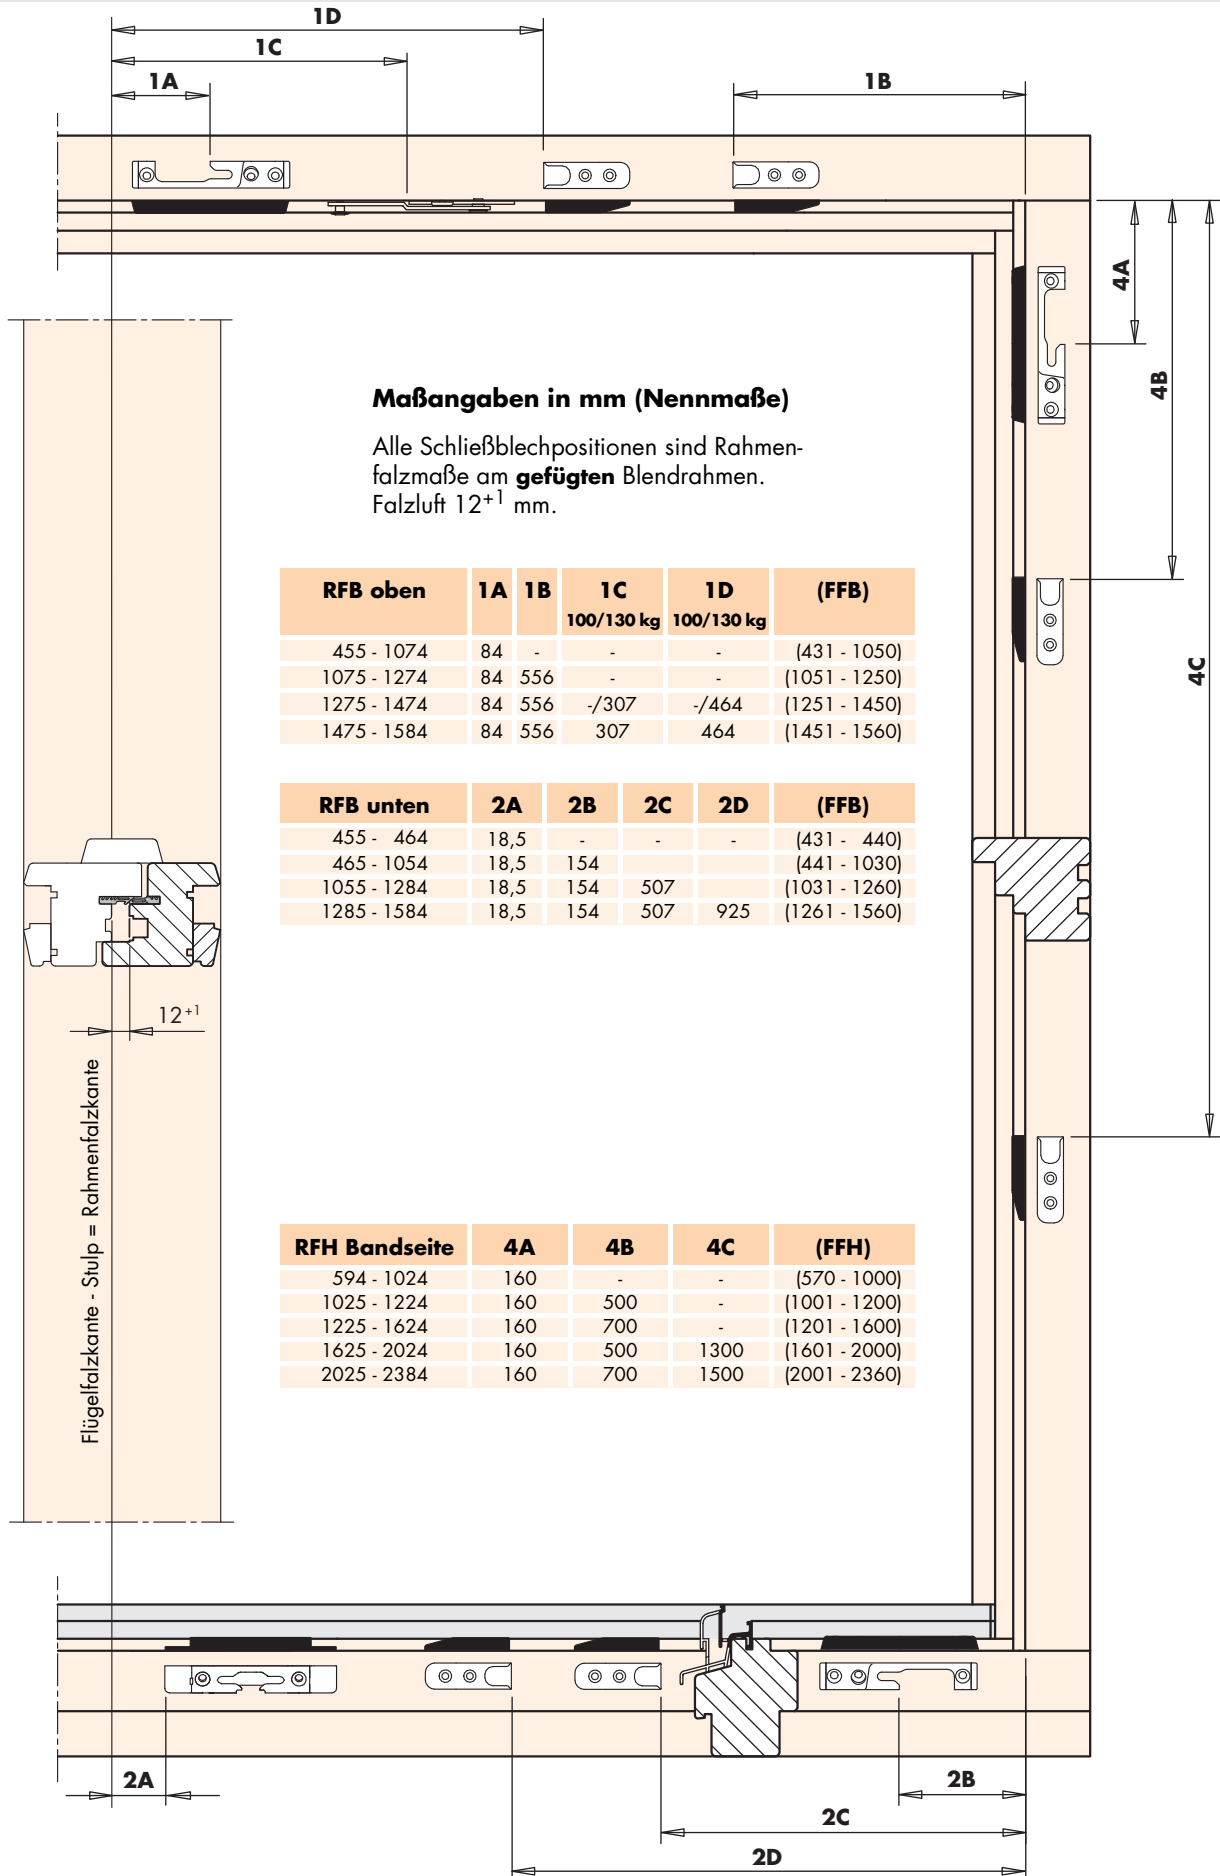 1D
1C
1A
1B
4A
4B
4C
Maßangaben in mm (Nennmaße)
Alle Schließblechpositionen sind Rahmen-
falzmaße am gefügten Blendrahmen.
Falzluft 12+1 mm.
RFB oben 1A 1B 1C 1D (FFB)
100/130 kg 100/130 kg
455 - 1074 84 - - - (431 - 1050)
1075 - 1274 84 556 - - (1051 - 1250)
1275 - 1474 84 556 -/307 -/464 (1251 - 1450)
1475 - 1584 84 556 307 464 (1451 - 1560)
RFB unten 2A 2B 2C 2D (FFB)
455 - 464 18,5 - - - (431 - 440)
465 - 1054 18,5 154 (441 - 1030)
1055 - 1284 18,5 154 507 (1031 - 1260)
1285 - 1584 18,5 154 507 925 (1261 - 1560)
12+1
Flügelfalzkante - Stulp = Rahmenfalzkante
RFH Bandseite 4A 4B 4C (FFH)
594 - 1024 160 - - (570 - 1000)
1025 - 1224 160 500 - (1001 - 1200)
1225 - 1624 160 700 - (1201 - 1600)
1625 - 2024 160 500 1300 (1601 - 2000)
2025 - 2384 160 700 1500 (2001 - 2360)
2A
2B
2C
2D